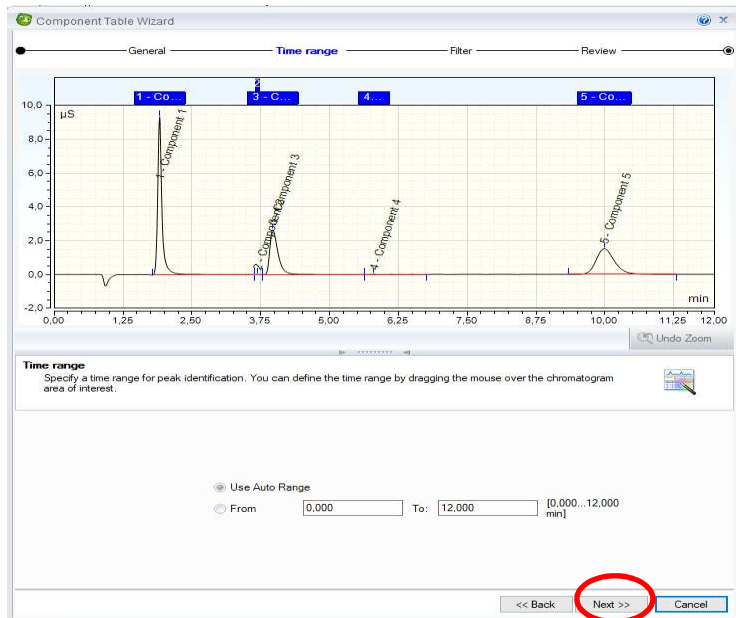 Component Table Wizard
General Time range Filter Review
2
1 - Co... 3 - C... 4... 5 - Co...
10,0
µS
8,0
6,0
4,0
2,0
0,0
-2,0
1 - Component 1
3 - Component 3
4 - Component 4
5 - Component 5
min
0,00 1,25 2,50 3,75 5,00 6,25 7,50 8,75 10,00 11,25 12,00
Undo Zoom
Time range
Specify a time range for peak identification. You can define the time range by dragging the mouse over the chromatogram
area of interest.
Use Auto Range
From 0,000 To: 12,000 [0,000...12,000
min]
<< Back Next >> Cancel